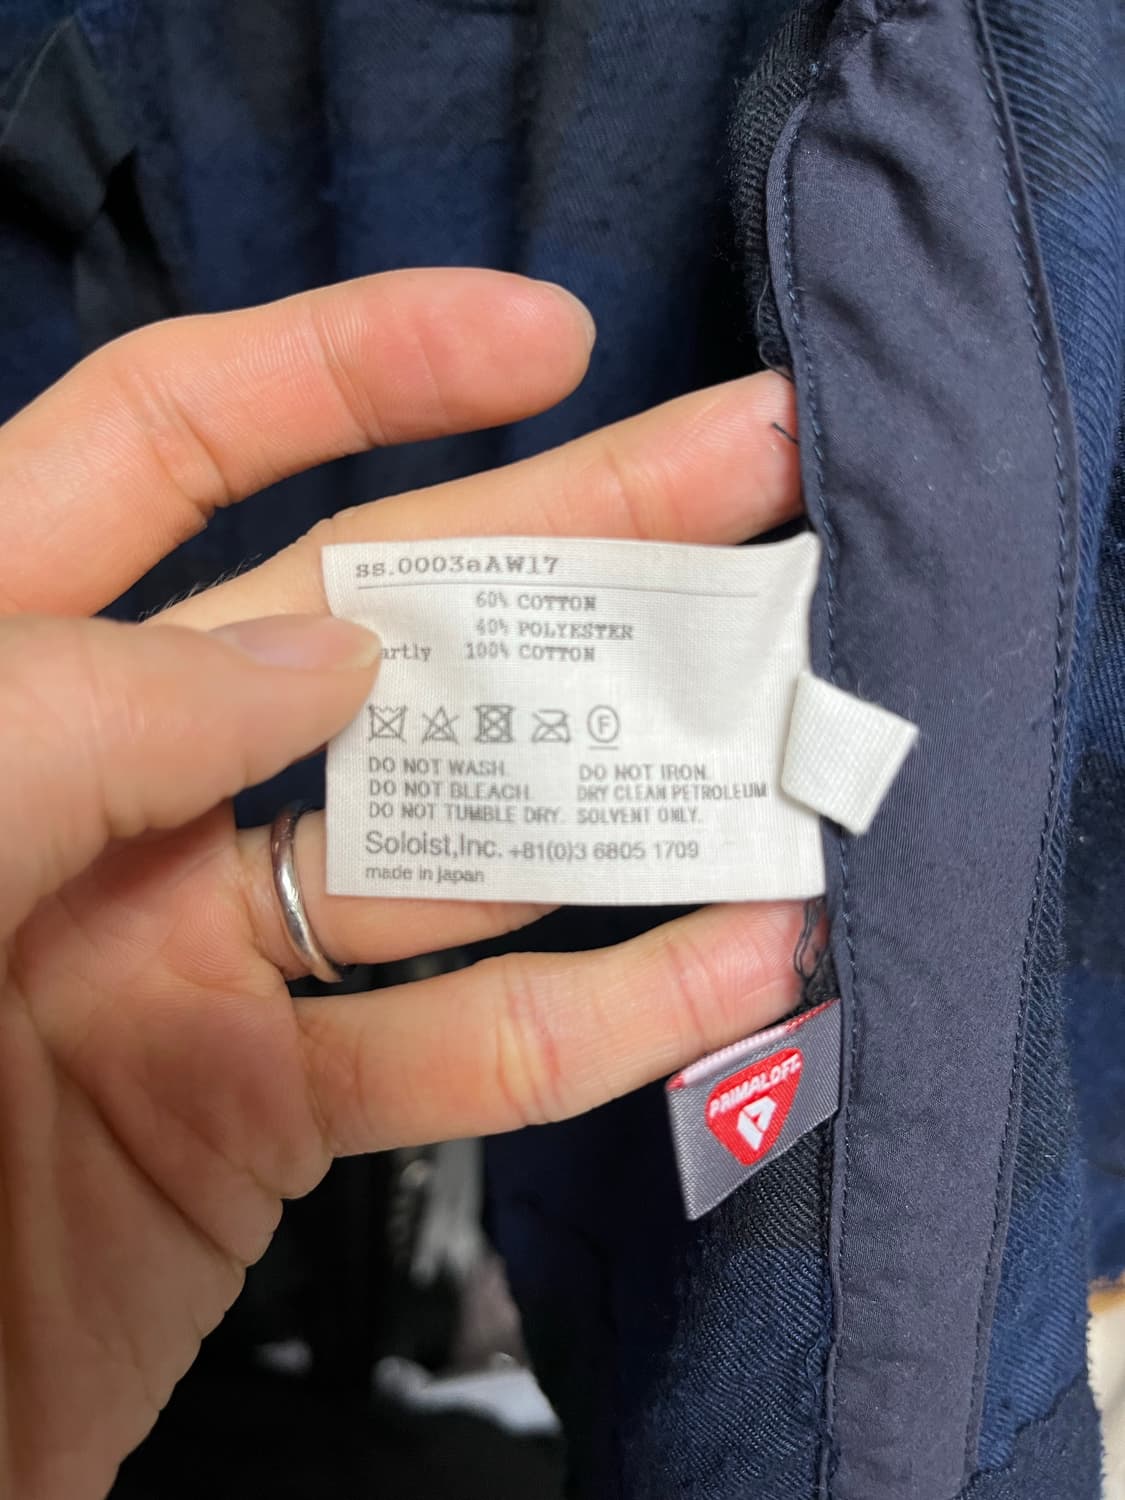 ss.0003aAW17
60% COTTON
40% POLYESTER
artly 100% COTTON
F
DO NOT WASH. DO NOT IRON.
DO NOT BLEACH. DRY CLEAN PETROLEUM
DO NOT TUMBLE DRY. SOLVENT ONLY.
Soloist,Inc. +81(0)3 6805 1709
made in japan
PRIMALOFT